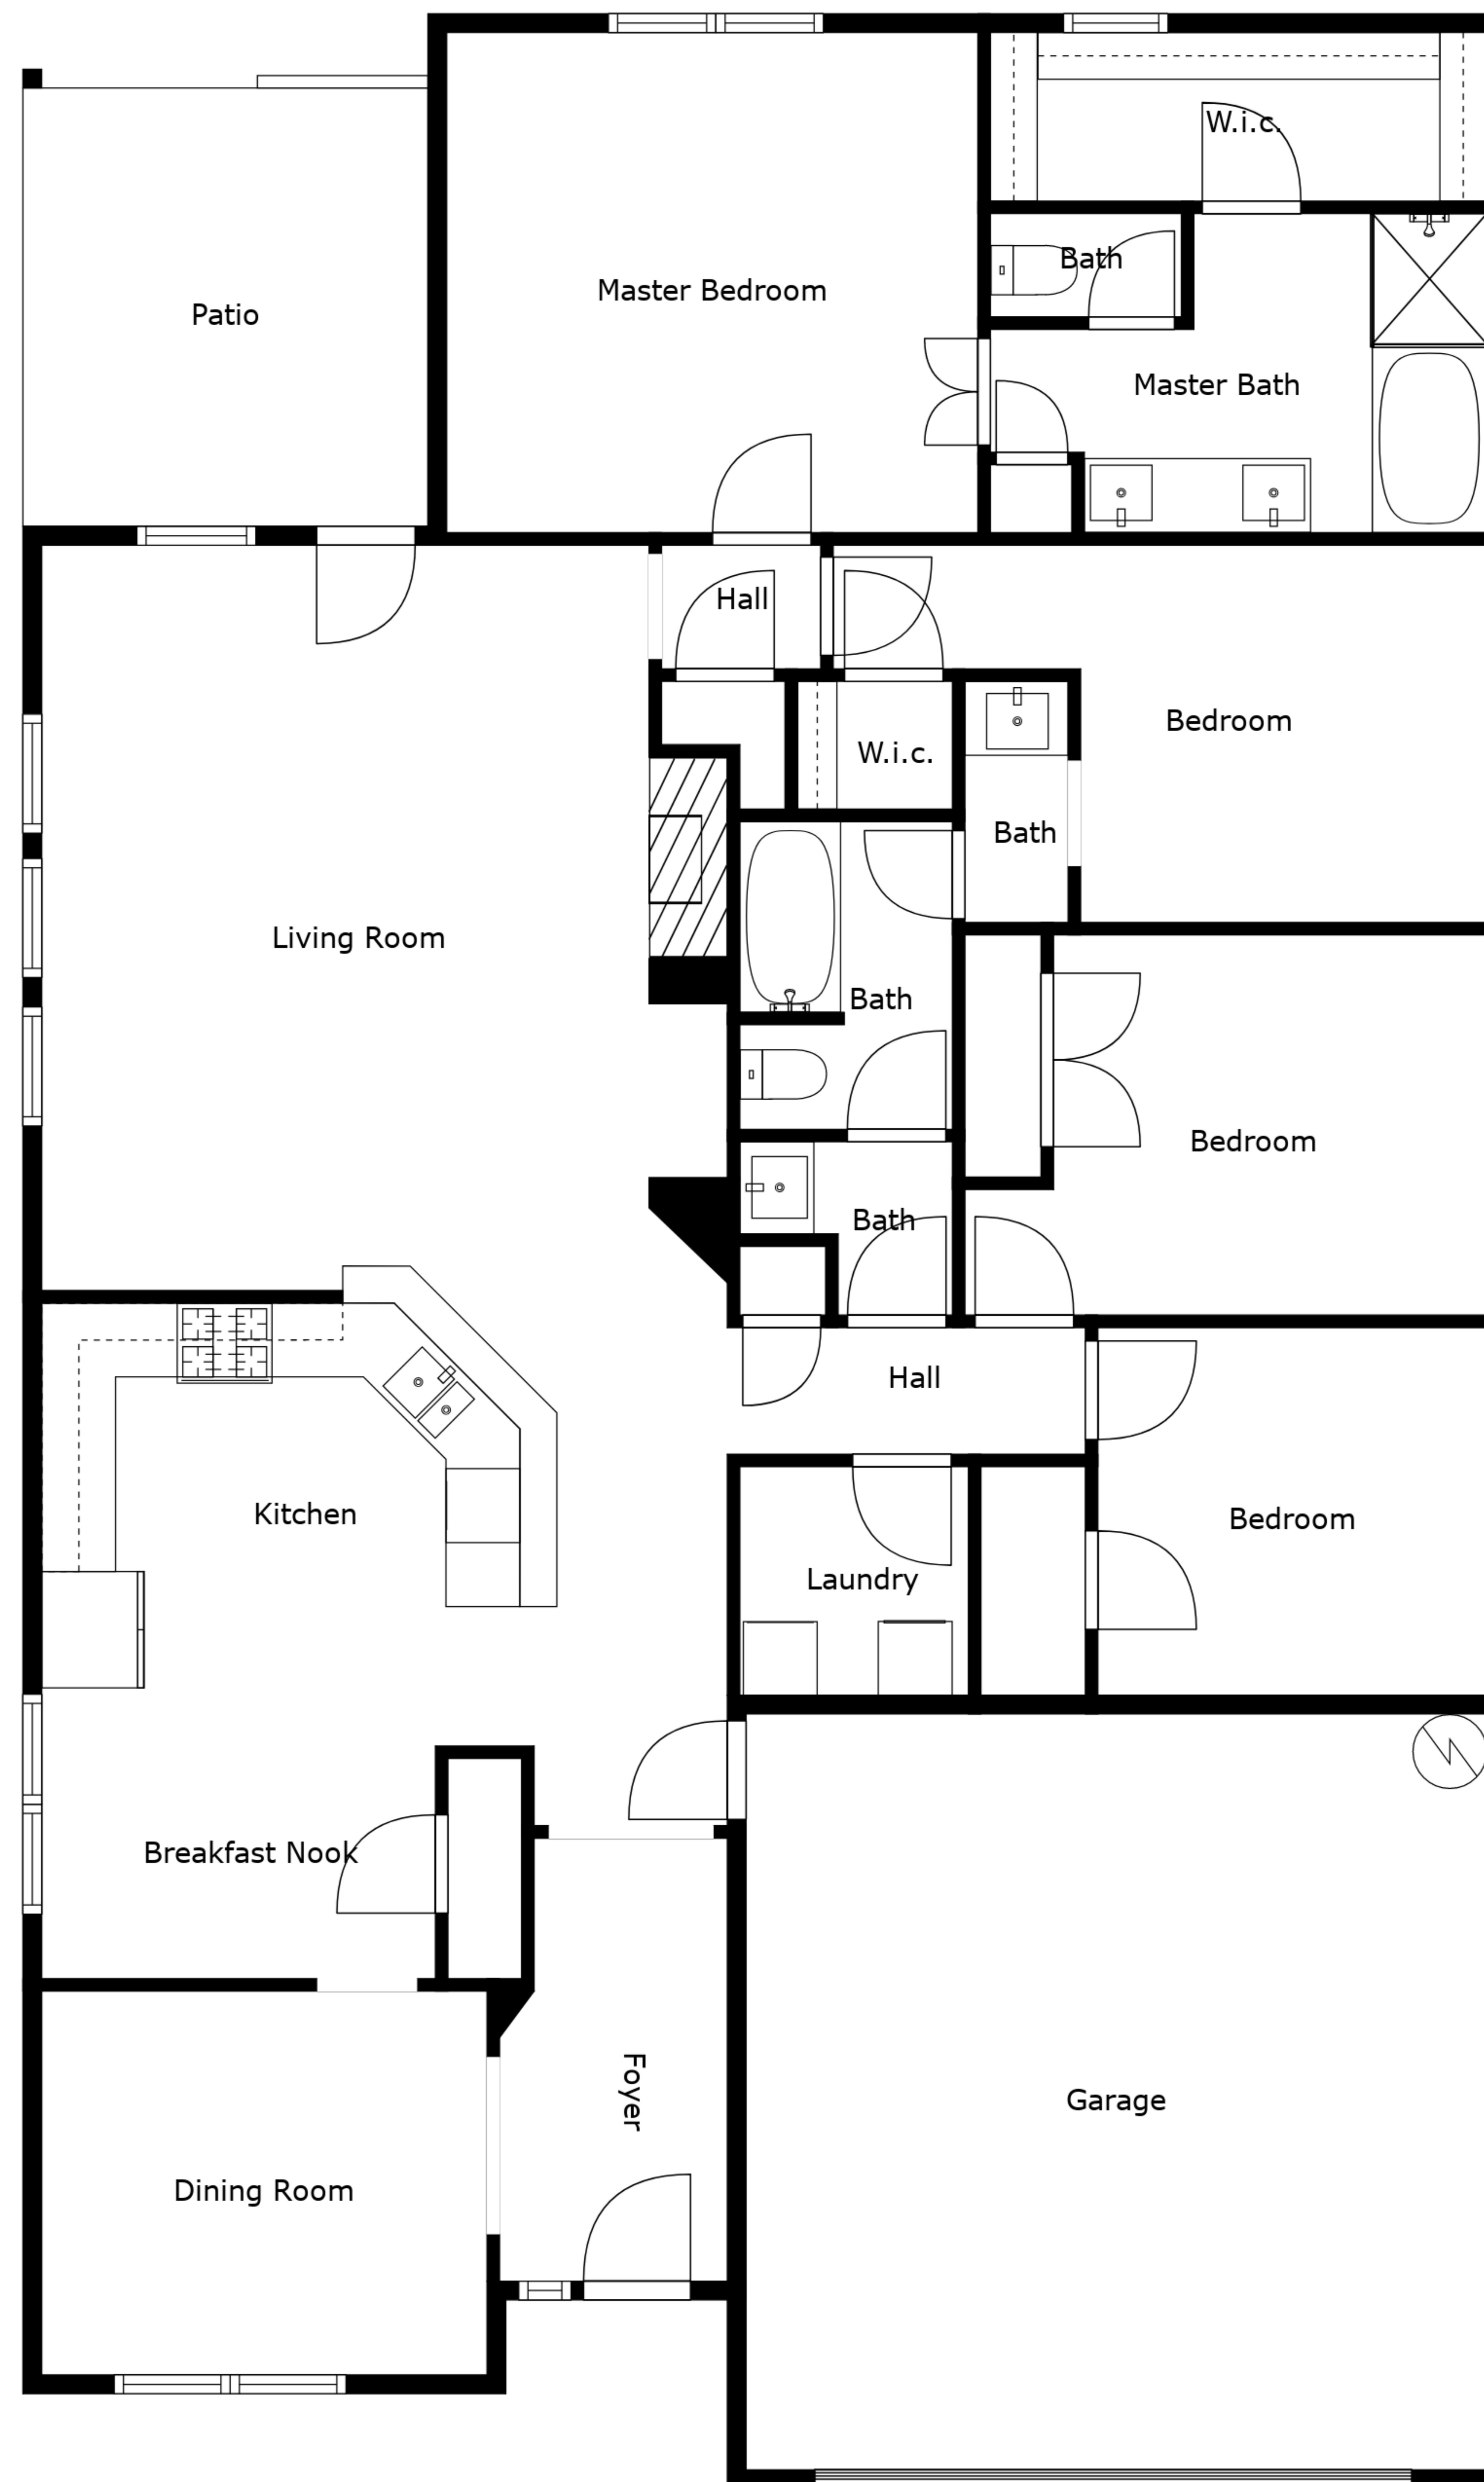 W.i.c.
Bath
Master Bedroom
Patio
Master Bath
Hall
Bedroom
W.i.c.
Bath
Living Room
Bath
Bedroom
Bath
Hall
Kitchen
Bedroom
Laundry
Breakfast Nook
Foyer
Garage
Dining Room